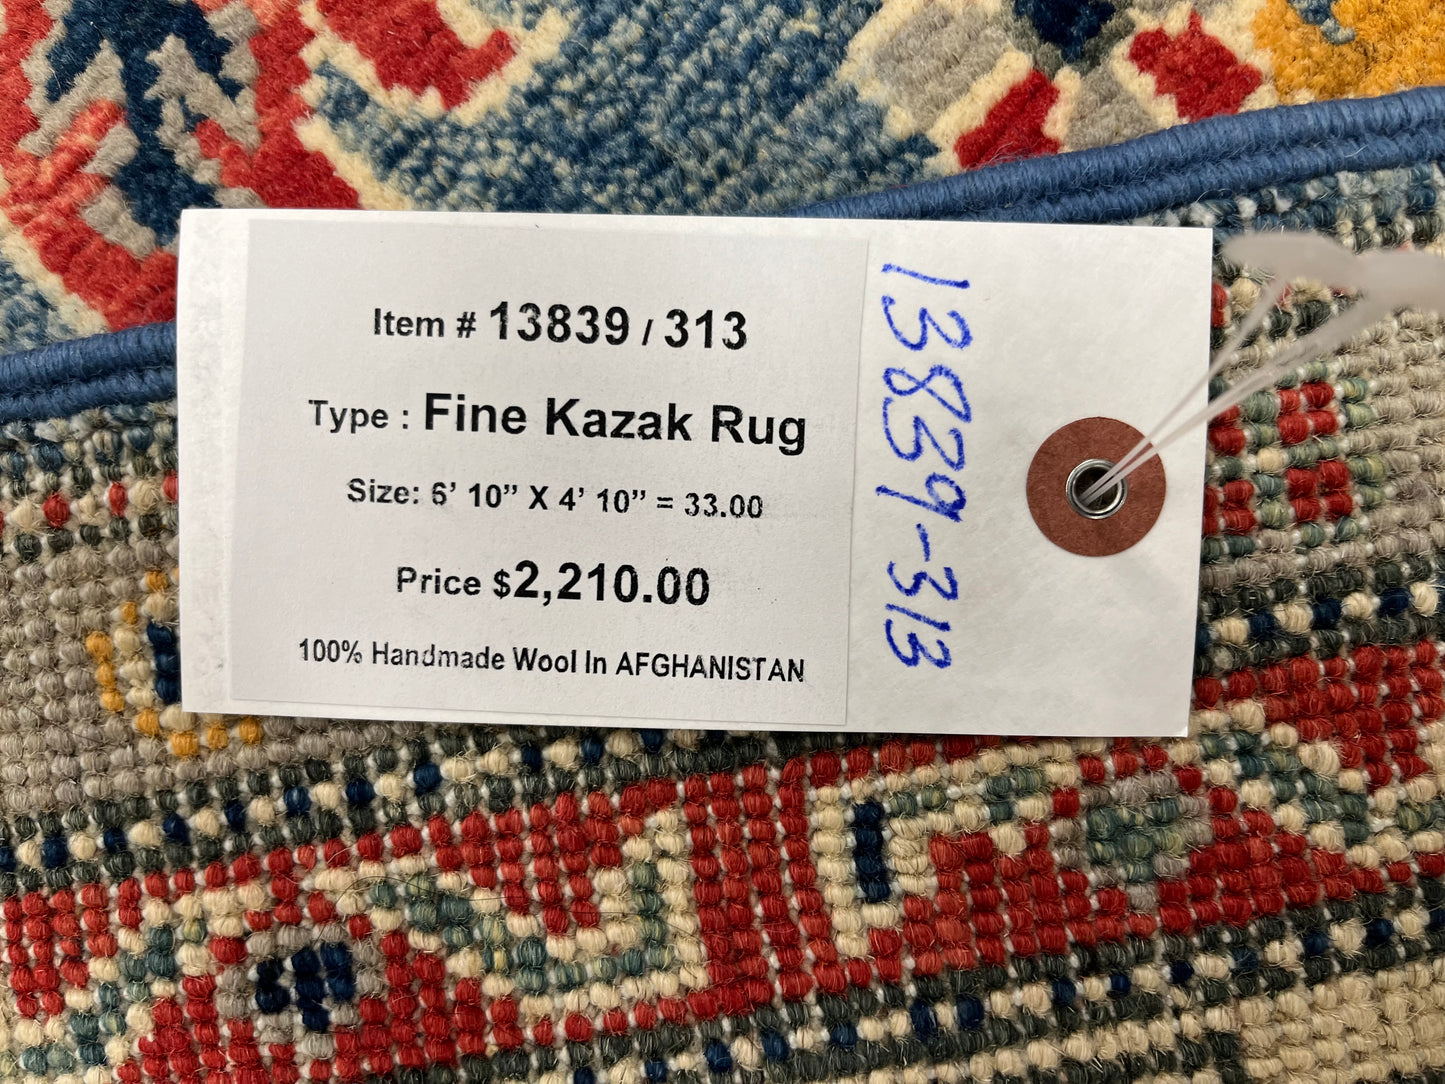 Item # 13839 / 313
Type : Fine Kazak Rug
Size: 6’ 10” X 4’ 10” = 33.00
Price $2,210.00
100% Handmade Wool In AFGHANISTAN
13839-313